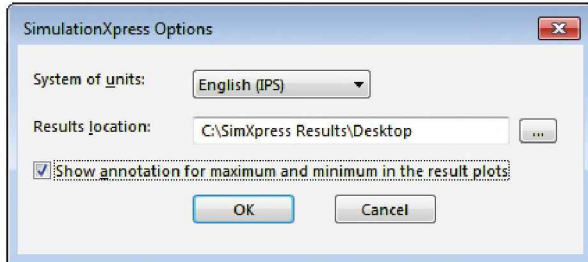 SimulationXpress Options
System of units: English (IPS)
Results location: C:\SimXpress Results\Desktop ...
Show annotation for maximum and minimum in the result plots
OK Cancel